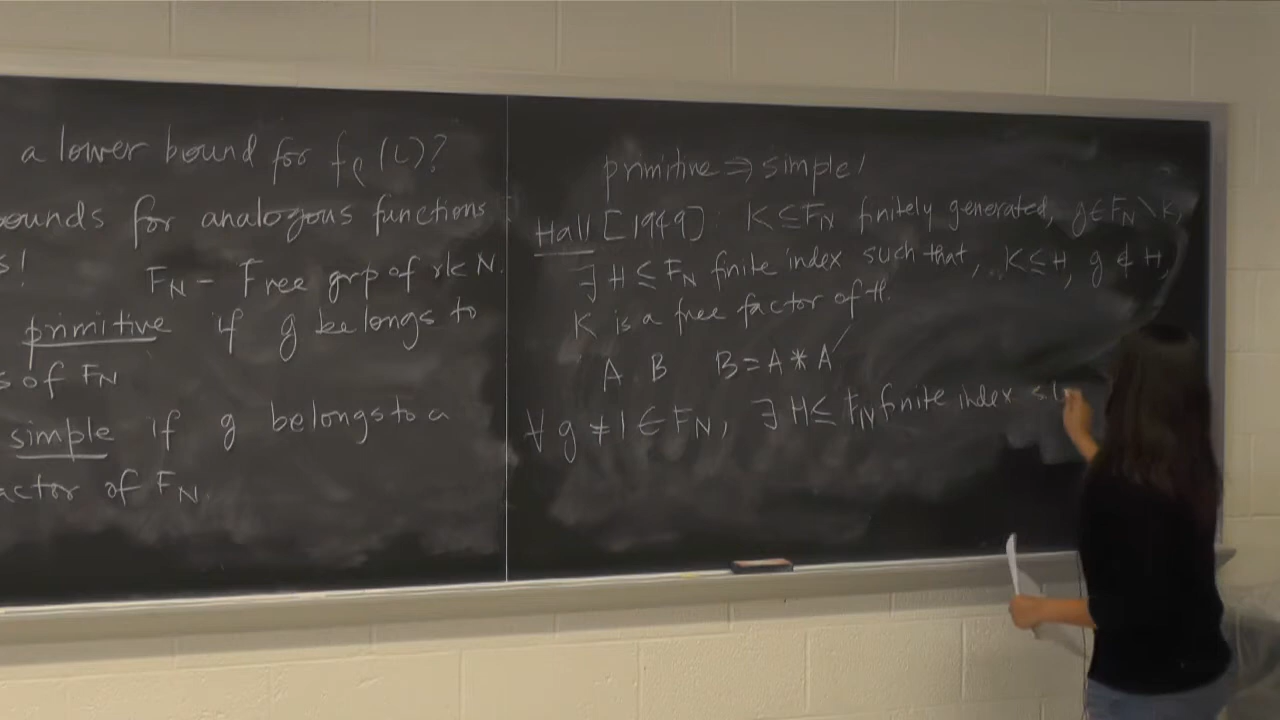 a lower bound for fℓ(L)?
ounds for analogous functions
s!
F_N - Free grp of rk N.
primitive if g belongs to
s of F_N
simple if g belongs to a
actor of F_N.
primitive ⇒ simple!
Hall [1949]. K ≤ F_N finitely generated, g ∈ F_N \ K,
∃ H ≤ F_N finite index such that, K ≤ H, g ∉ H,
K is a free factor of H.
A B B = A * A'
∀ g ≠ 1 ∈ F_N, ∃ H ≤ F_N finite index